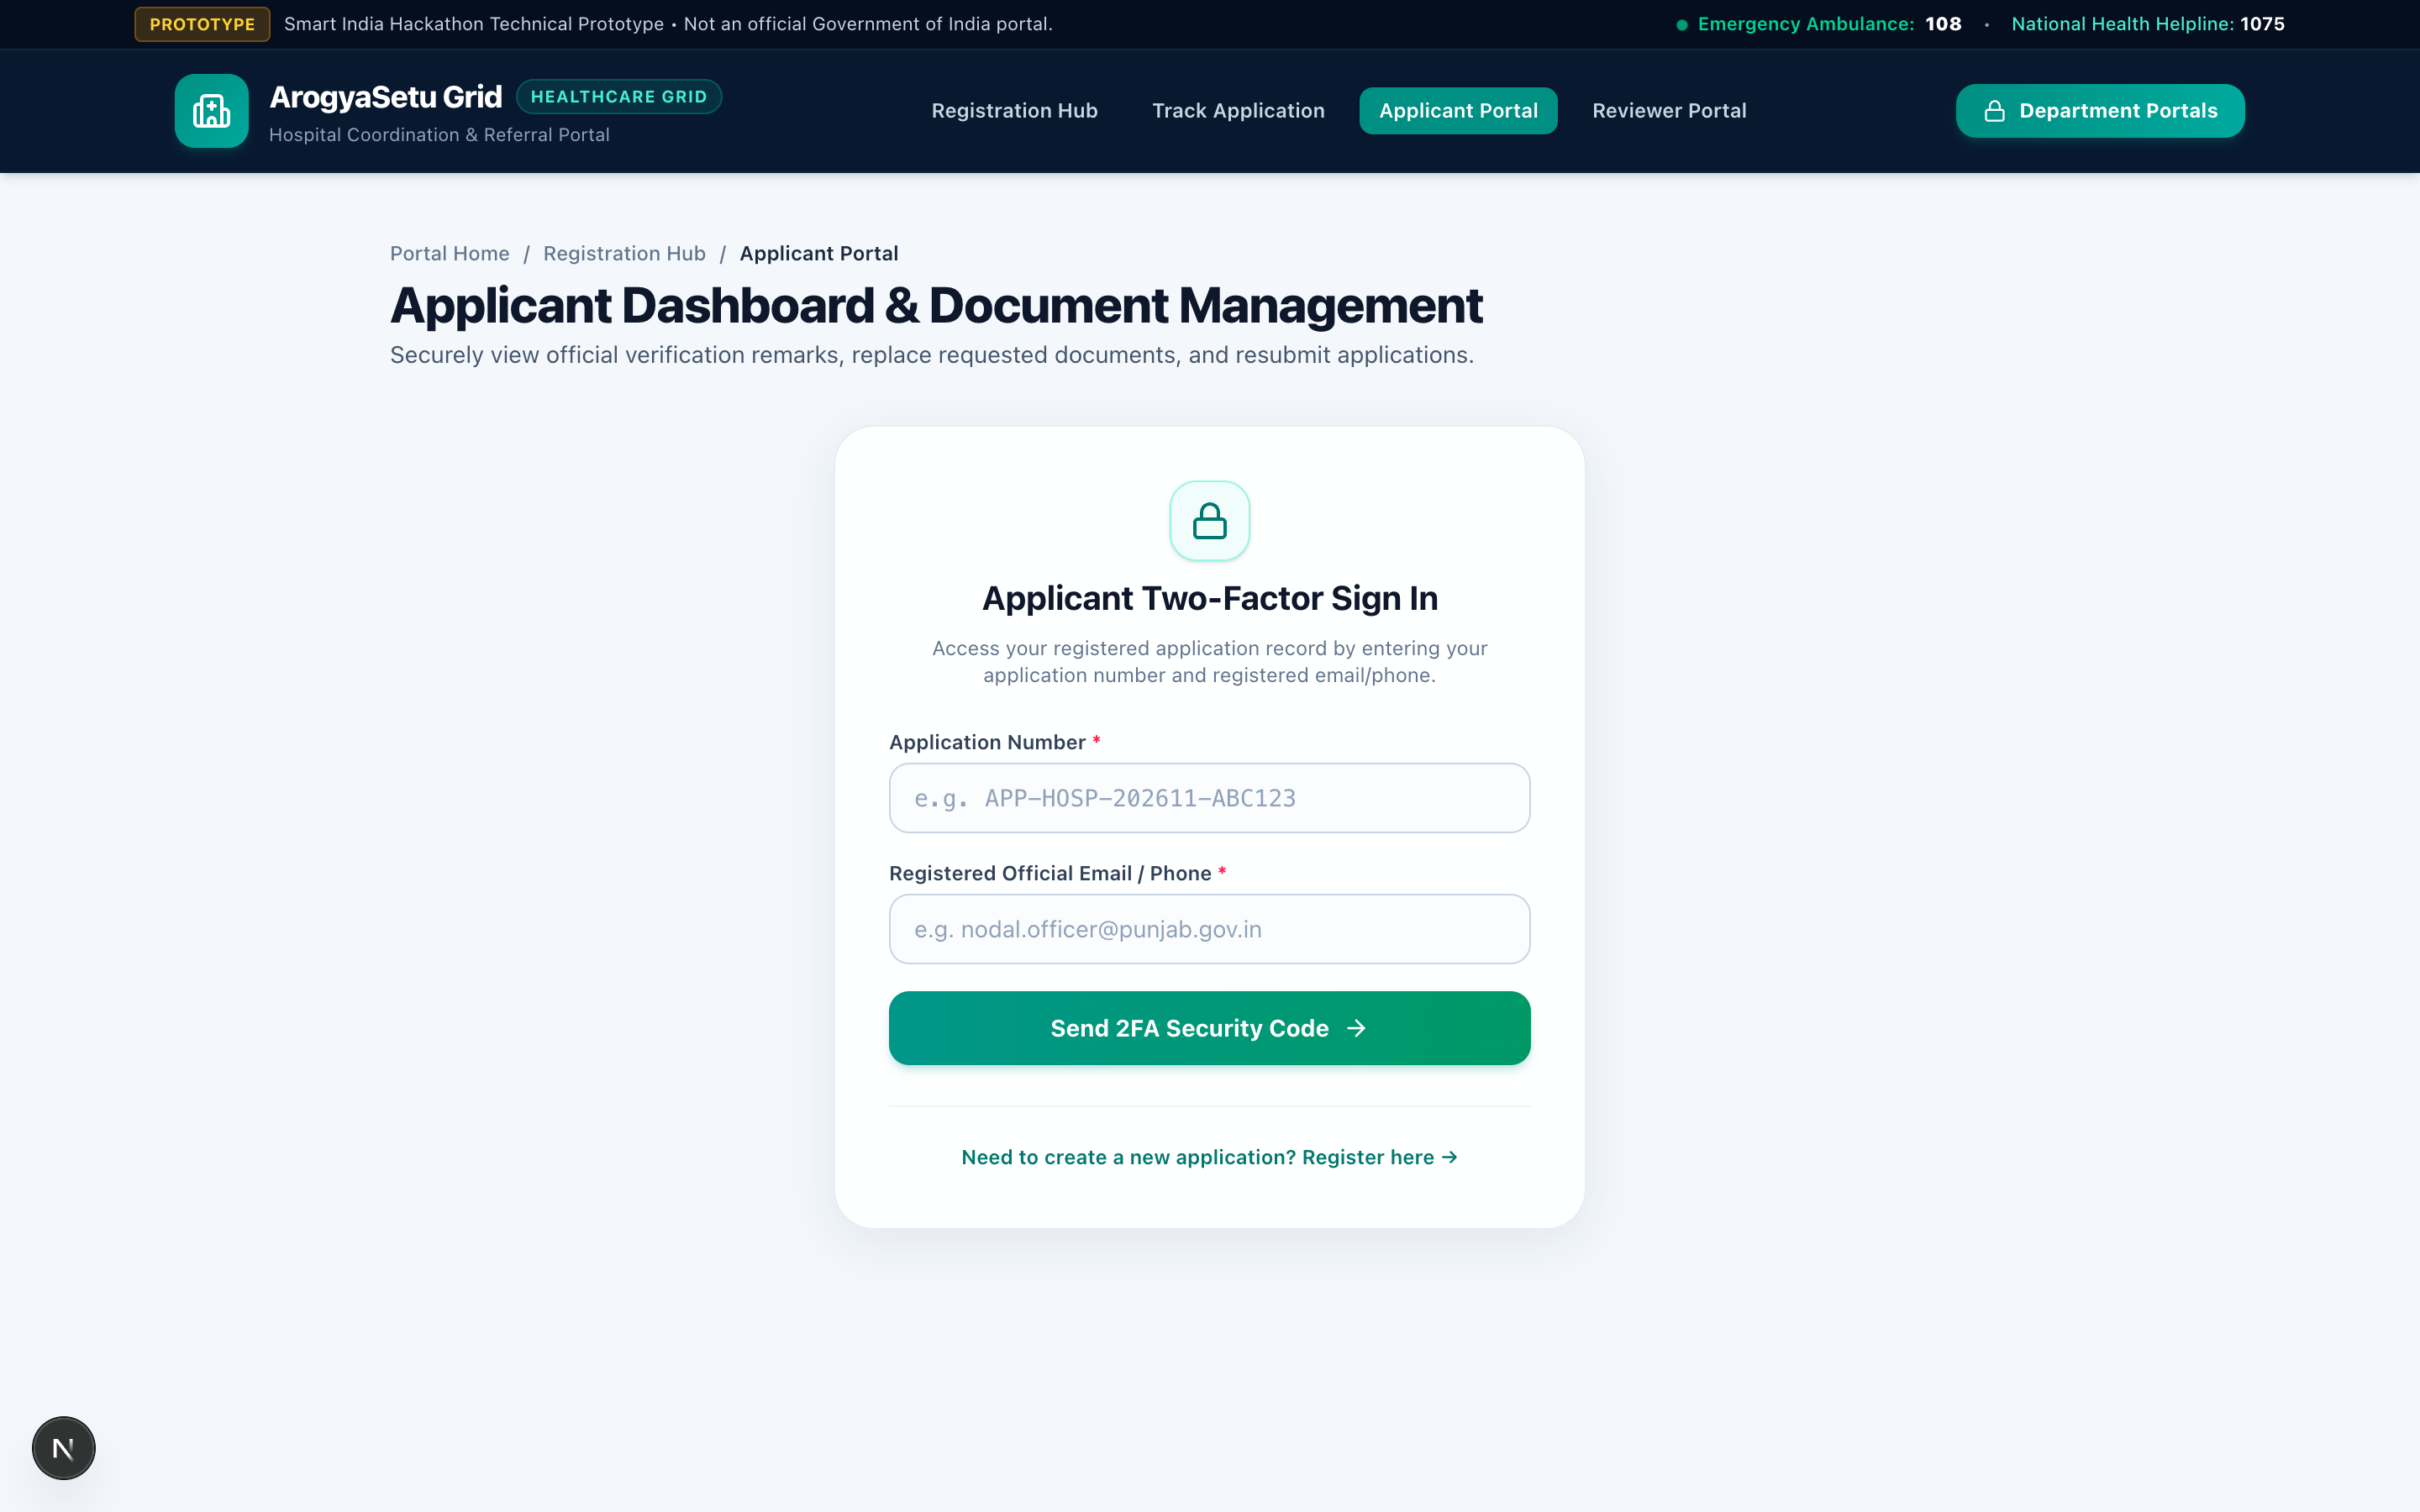 PROTOTYPE Smart India Hackathon Technical Prototype • Not an official Government of India portal. Emergency Ambulance: 108 • National Health Helpline: 1075
ArogyaSetu Grid HEALTHCARE GRID
Hospital Coordination & Referral Portal
Registration Hub Track Application Applicant Portal Reviewer Portal Department Portals
Portal Home / Registration Hub / Applicant Portal
Applicant Dashboard & Document Management
Securely view official verification remarks, replace requested documents, and resubmit applications.
Applicant Two-Factor Sign In
Access your registered application record by entering your
application number and registered email/phone.
Application Number *
e.g. APP-HOSP-202611-ABC123
Registered Official Email / Phone *
e.g. nodal.officer@punjab.gov.in
Send 2FA Security Code →
Need to create a new application? Register here →
N